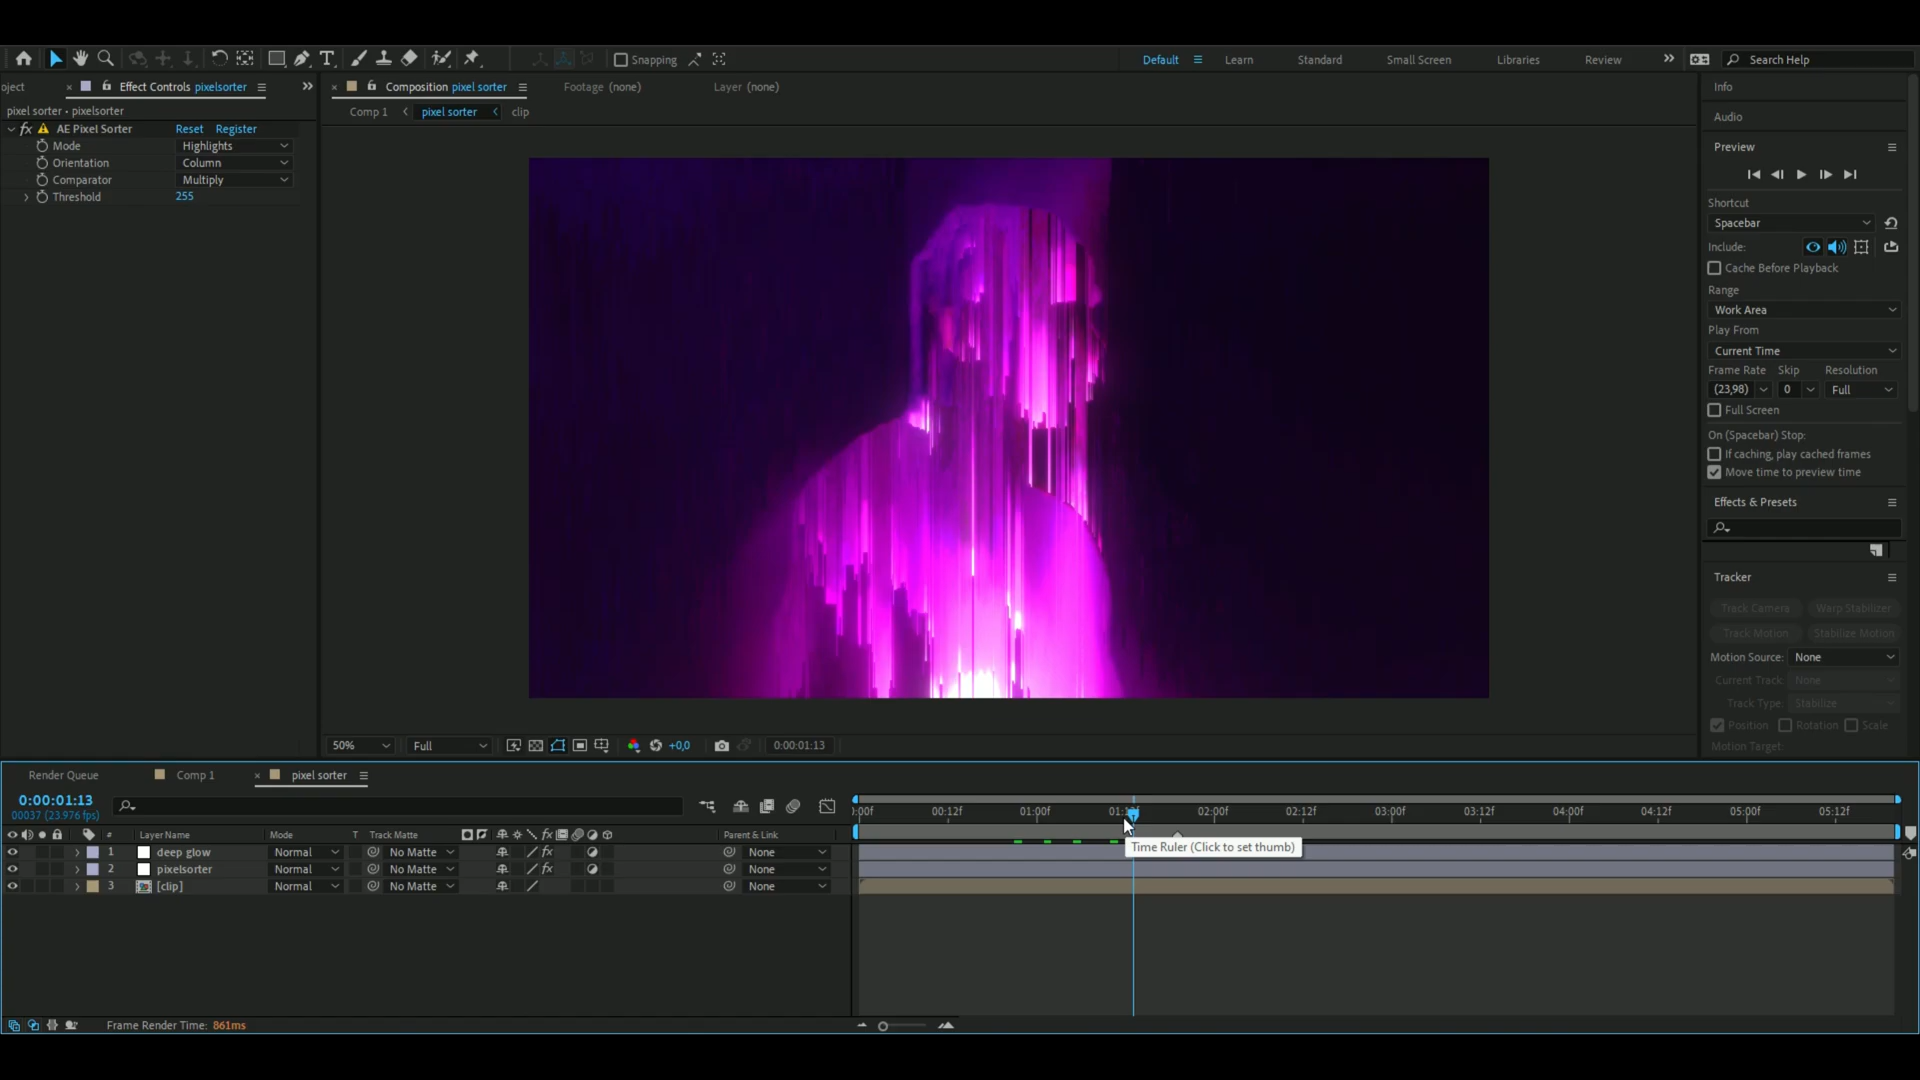 Snapping
Default
Learn
Standard
Small Screen
Libraries
Review
Search Help
oject
Effect Controls pixelsorter
Composition pixel sorter
Footage (none)
Layer (none)
Info
pixel sorter • pixelsorter
Comp 1
pixel sorter
clip
Audio
fx AE Pixel Sorter Reset Register
Mode Highlights
Orientation Column
Comparator Multiply
Threshold 255
Preview
Shortcut
Spacebar
Include:
Cache Before Playback
Range
Work Area
Play From
Current Time
Frame Rate Skip Resolution
(23,98) 0 Full
Full Screen
On (Spacebar) Stop:
If caching, play cached frames
Move time to preview time
Effects & Presets
Tracker
Track Camera Warp Stabilizer
Track Motion Stabilize Motion
Motion Source: None
Current Track: None
Track Type: Stabilize
Position Rotation Scale
Motion Target:
50% Full +0,0 0:00:01:13
Render Queue Comp 1 pixel sorter
0:00:01:13
00037 (23.976 fps)
:00f 00:12f 01:00f 01:12f 02:00f 02:12f 03:00f 03:12f 04:00f 04:12f 05:00f 05:12f
# Layer Name Mode T Track Matte fx Parent & Link
Time Ruler (Click to set thumb)
1 deep glow Normal No Matte fx None
2 pixelsorter Normal No Matte fx None
3 [clip] Normal No Matte None
Frame Render Time: 861ms